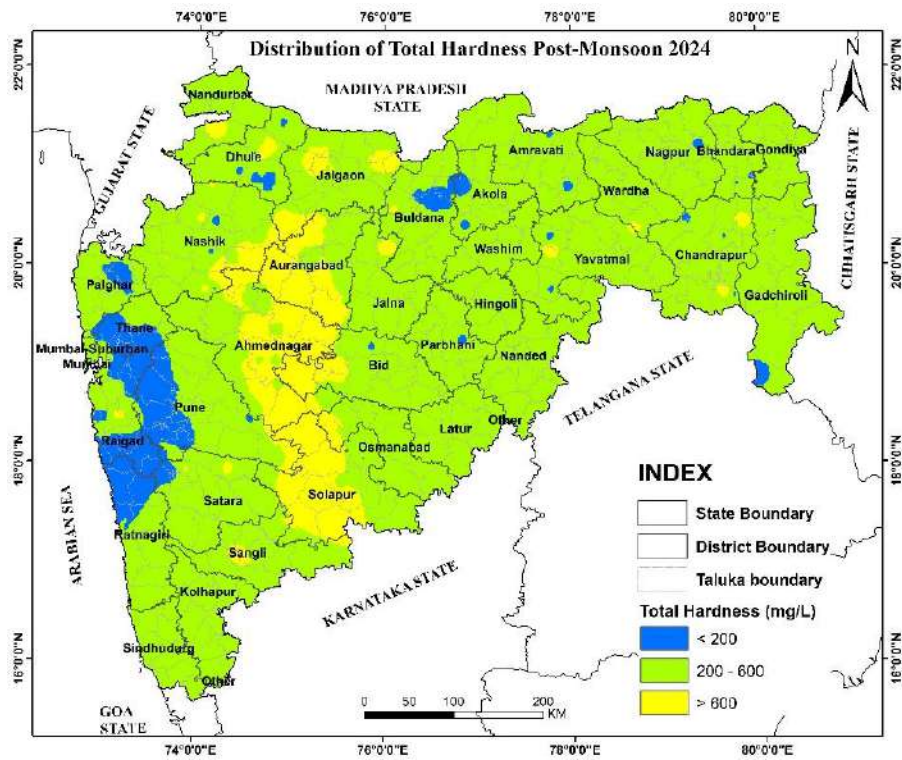 74°0'0"E 76°0'0"E 78°0'0"E 80°0'0"E
Distribution of Total Hardness Post-Monsoon 2024
N
22°0'0"N
20°0'0"N
18°0'0"N
16°0'0"N
MADHYA PRADESH
STATE
GUJARAT STATE
CHHATISGARH STATE
TELANGANA STATE
KARNATAKA STATE
ARABIAN SEA
GOA
STATE
Nandurbar
Dhule
Jalgaon
Amravati
Nagpur
Bhandara
Gondiya
Akola
Wardha
Buldana
Nashik
Washim
Yavatmal
Chandrapur
Aurangabad
Palghar
Jalna
Hingoli
Gadchiroli
Thane
Mumbai Suburban
Mumbai
Ahmednagar
Parbhani
Nanded
Bid
Pune
Raigad
Latur
Other
Osmanabad
Satara
Solapur
Ratnagiri
Sangli
Kolhapur
Sindhudurg
Other
INDEX
State Boundary
District Boundary
Taluka boundary
Total Hardness (mg/L)
< 200
200 - 600
> 600
0 50 100 200
KM
74°0'0"E 76°0'0"E 78°0'0"E 80°0'0"E
22°0'0"N
20°0'0"N
18°0'0"N
16°0'0"N